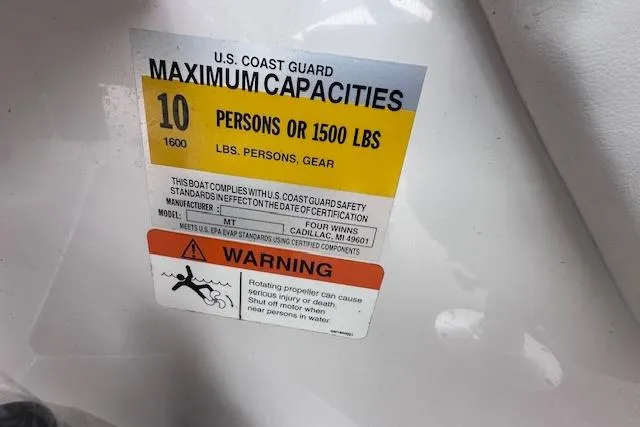 U.S. COAST GUARD
MAXIMUM CAPACITIES
10 PERSONS OR 1500 LBS
1600 LBS. PERSONS, GEAR
THIS BOAT COMPLIES WITH U.S. COAST GUARD SAFETY
STANDARDS IN EFFECT ON THE DATE OF CERTIFICATION
MANUFACTURER : FOUR WINNS
MODEL: MT CADILLAC, MI 49601
MEETS U.S. EPA EVAP STANDARDS USING CERTIFIED COMPONENTS
WARNING
Rotating propeller can cause
serious injury or death.
Shut off motor when
near persons in water.